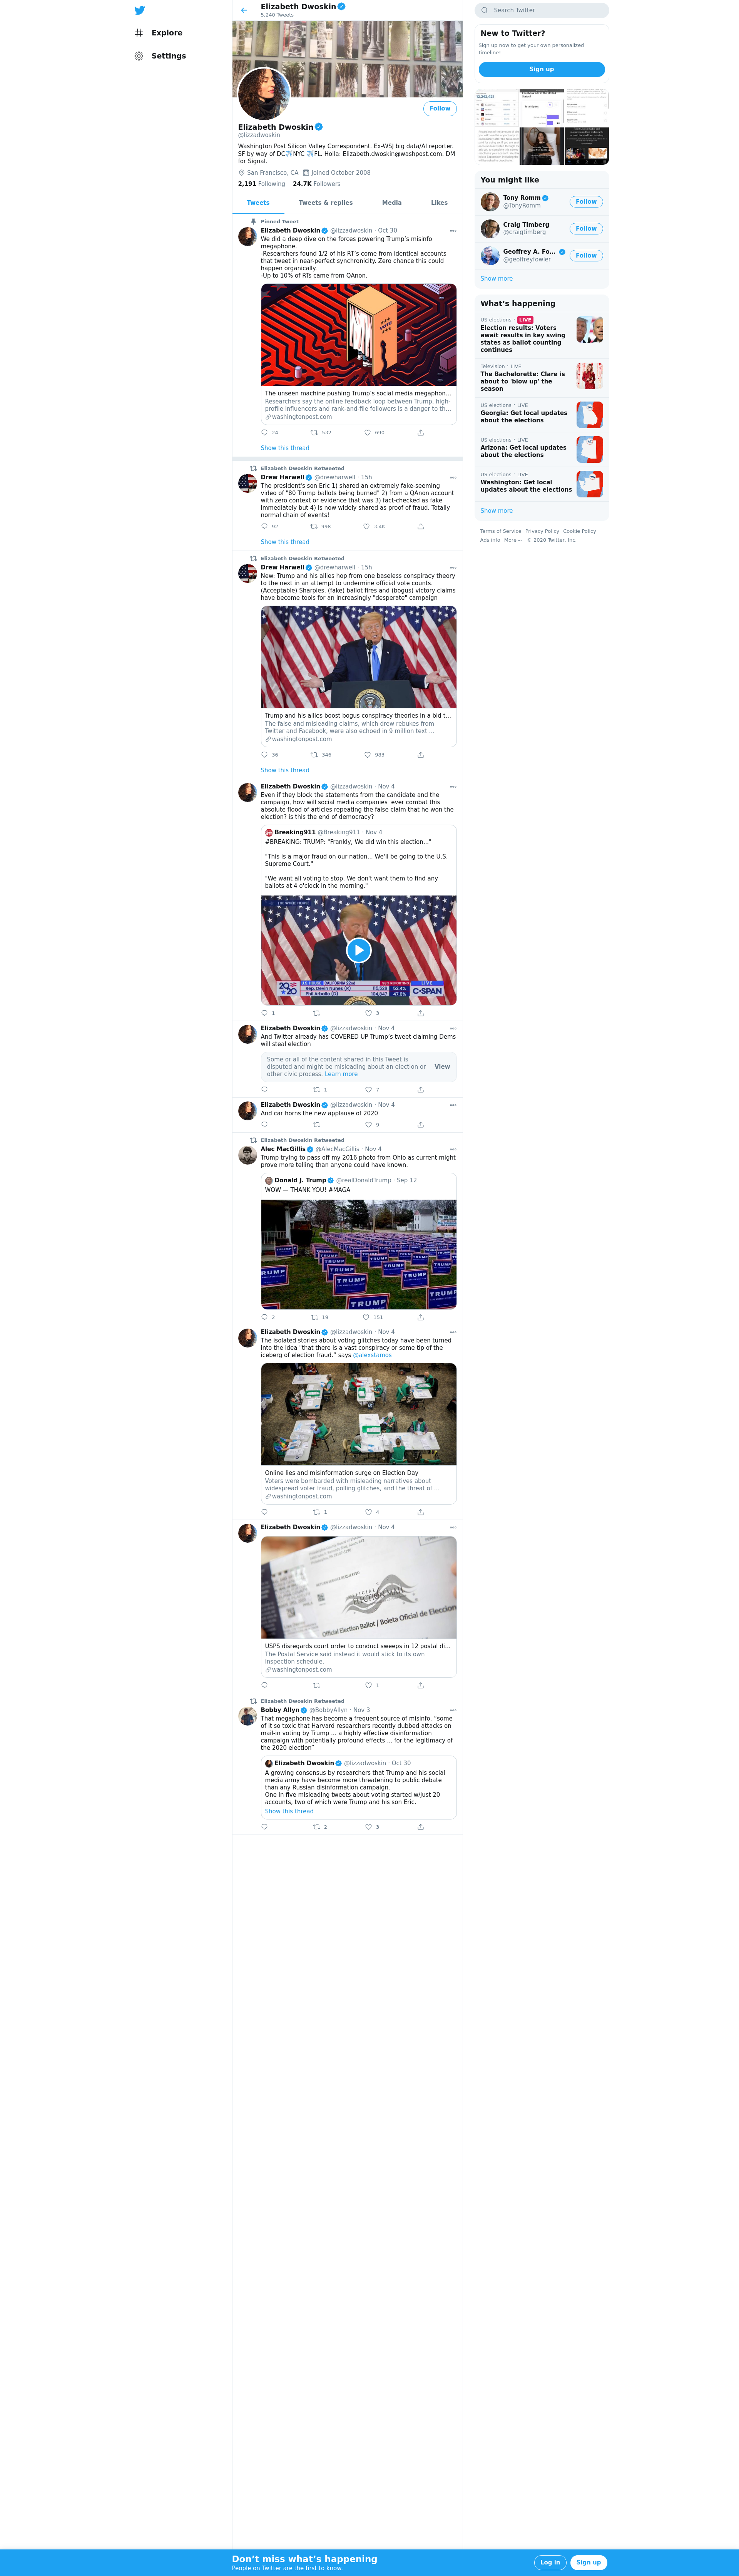 Explore
Settings
Elizabeth Dwoskin
5,240 Tweets
Follow
Elizabeth Dwoskin
@lizzadwoskin
Washington Post Silicon Valley Correspondent. Ex-WSJ big data/AI reporter.
SF by way of DC✈️NYC ✈️FL. Holla: Elizabeth.dwoskin@washpost.com. DM
for Signal.
San Francisco, CA Joined October 2008
2,191 Following 24.7K Followers
Tweets Tweets & replies Media Likes
Pinned Tweet
Elizabeth Dwoskin @lizzadwoskin · Oct 30
We did a deep dive on the forces powering Trump’s misinfo
megaphone.
-Researchers found 1/2 of his RT’s come from identical accounts
that tweet in near-perfect synchronicity. Zero chance this could
happen organically.
-Up to 10% of RTs came from QAnon.
The unseen machine pushing Trump’s social media megaphon...
Researchers say the online feedback loop between Trump, high-
profile influencers and rank-and-file followers is a danger to th...
washingtonpost.com
24 532 690
Show this thread
Elizabeth Dwoskin Retweeted
Drew Harwell @drewharwell · 15h
The president's son Eric 1) shared an extremely fake-seeming
video of "80 Trump ballots being burned" 2) from a QAnon account
with zero context or evidence that was 3) fact-checked as fake
immediately but 4) is now widely shared as proof of fraud. Totally
normal chain of events!
92 998 3.4K
Show this thread
Elizabeth Dwoskin Retweeted
Drew Harwell @drewharwell · 15h
New: Trump and his allies hop from one baseless conspiracy theory
to the next in an attempt to undermine official vote counts.
(Acceptable) Sharpies, (fake) ballot fires and (bogus) victory claims
have become tools for an increasingly "desperate" campaign
Trump and his allies boost bogus conspiracy theories in a bid t...
The false and misleading claims, which drew rebukes from
Twitter and Facebook, were also echoed in 9 million text ...
washingtonpost.com
36 346 983
Show this thread
Elizabeth Dwoskin @lizzadwoskin · Nov 4
Even if they block the statements from the candidate and the
campaign, how will social media companies ever combat this
absolute flood of articles repeating the false claim that he won the
election? is this the end of democracy?
Breaking911 @Breaking911 · Nov 4
#BREAKING: TRUMP: "Frankly, We did win this election..."
"This is a major fraud on our nation... We'll be going to the U.S.
Supreme Court."
"We want all voting to stop. We don't want them to find any
ballots at 4 o'clock in the morning."
THE WHITE HOUSE
2020 U.S. HOUSE CALIFORNIA 22nd 66% REPORTING LIVE
Rep. Devin Nunes (R) 52.4%
Phil Arballo (D) 47.6%
C-SPAN
1 3
Elizabeth Dwoskin @lizzadwoskin · Nov 4
And Twitter already has COVERED UP Trump’s tweet claiming Dems
will steal election
Some or all of the content shared in this Tweet is
disputed and might be misleading about an election or
other civic process. Learn more
View
1 7
Elizabeth Dwoskin @lizzadwoskin · Nov 4
And car horns the new applause of 2020
9
Elizabeth Dwoskin Retweeted
Alec MacGillis @AlecMacGillis · Nov 4
Trump trying to pass off my 2016 photo from Ohio as current might
prove more telling than anyone could have known.
Donald J. Trump @realDonaldTrump · Sep 12
WOW — THANK YOU! #MAGA
TRUMP
TRUMP
TRUMP
2 19 151
Elizabeth Dwoskin @lizzadwoskin · Nov 4
The isolated stories about voting glitches today have been turned
into the idea “that there is a vast conspiracy or some tip of the
iceberg of election fraud.” says @alexstamos
Online lies and misinformation surge on Election Day
Voters were bombarded with misleading narratives about
widespread voter fraud, polling glitches, and the threat of ...
washingtonpost.com
1 4
Elizabeth Dwoskin @lizzadwoskin · Nov 4
OFFICIAL
ELECTION MAIL
Official Election Ballot / Boleta Oficial de Eleccion
USPS disregards court order to conduct sweeps in 12 postal di...
The Postal Service said instead it would stick to its own
inspection schedule.
washingtonpost.com
1
Elizabeth Dwoskin Retweeted
Bobby Allyn @BobbyAllyn · Nov 3
That megaphone has become a frequent source of misinfo, "some
of it so toxic that Harvard researchers recently dubbed attacks on
mail-in voting by Trump ... a highly effective disinformation
campaign with potentially profound effects ... for the legitimacy of
the 2020 election”
Elizabeth Dwoskin @lizzadwoskin · Oct 30
A growing consensus by researchers that Trump and his social
media army have become more threatening to public debate
than any Russian disinformation campaign.
One in five misleading tweets about voting started w/just 20
accounts, two of which were Trump and his son Eric.
Show this thread
2 3
Search Twitter
New to Twitter?
Sign up now to get your own personalized
timeline!
Sign up
You might like
Tony Romm
@TonyRomm
Follow
Craig Timberg
@craigtimberg
Follow
Geoffrey A. Fo...
@geoffreyfowler
Follow
Show more
What’s happening
US elections · LIVE
Election results: Voters
await results in key swing
states as ballot counting
continues
Television · LIVE
The Bachelorette: Clare is
about to 'blow up' the
season
US elections · LIVE
Georgia: Get local updates
about the elections
US elections · LIVE
Arizona: Get local updates
about the elections
US elections · LIVE
Washington: Get local
updates about the elections
Show more
Terms of Service Privacy Policy Cookie Policy
Ads info More © 2020 Twitter, Inc.
Don’t miss what’s happening
People on Twitter are the first to know.
Log in
Sign up